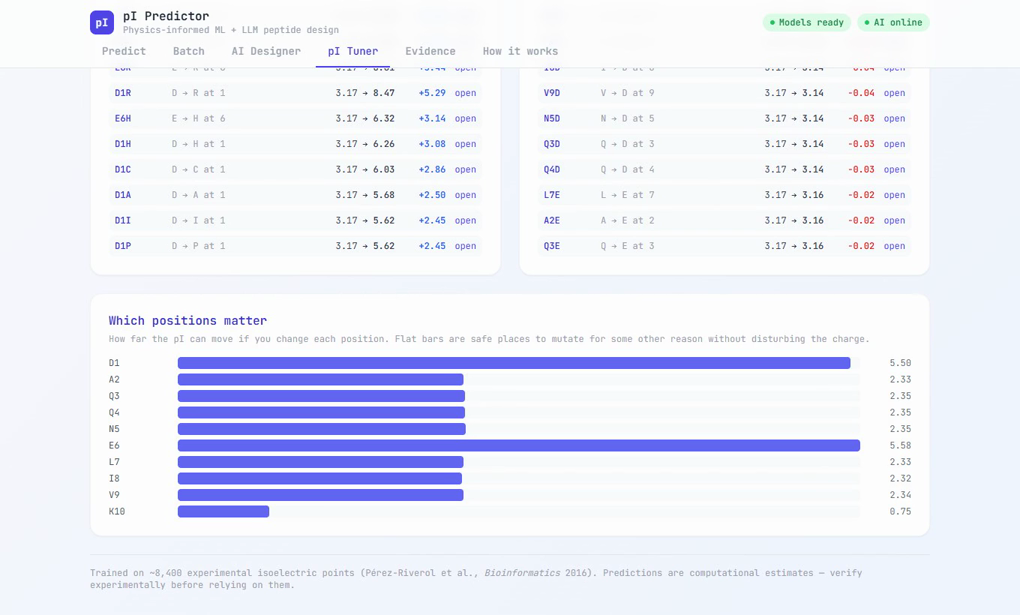 pI
pI Predictor
Physics-informed ML + LLM peptide design
Models ready
AI online
Predict
Batch
AI Designer
pI Tuner
Evidence
How it works
D1R D → R at 1 3.17 → 8.47 +5.29 open
E6H E → H at 6 3.17 → 6.32 +3.14 open
D1H D → H at 1 3.17 → 6.26 +3.08 open
D1C D → C at 1 3.17 → 6.03 +2.86 open
D1A D → A at 1 3.17 → 5.68 +2.50 open
D1I D → I at 1 3.17 → 5.62 +2.45 open
D1P D → P at 1 3.17 → 5.62 +2.45 open
V9D V → D at 9 3.17 → 3.14 -0.04 open
N5D N → D at 5 3.17 → 3.14 -0.03 open
Q3D Q → D at 3 3.17 → 3.14 -0.03 open
Q4D Q → D at 4 3.17 → 3.14 -0.03 open
L7E L → E at 7 3.17 → 3.16 -0.02 open
A2E A → E at 2 3.17 → 3.16 -0.02 open
Q3E Q → E at 3 3.17 → 3.16 -0.02 open
Which positions matter
How far the pI can move if you change each position. Flat bars are safe places to mutate for some other reason without disturbing the charge.
D1 5.50
A2 2.33
Q3 2.35
Q4 2.35
N5 2.35
E6 5.58
L7 2.33
I8 2.32
V9 2.34
K10 0.75
Trained on ~8,400 experimental isoelectric points (Pérez-Riverol et al., Bioinformatics 2016). Predictions are computational estimates — verify
experimentally before relying on them.